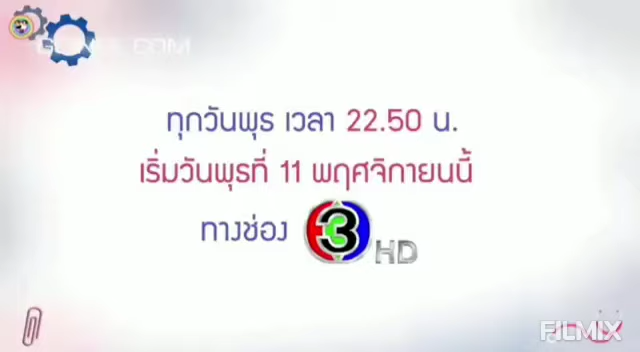 ทุกวันพุธ เวลา 22.50 น.
เริ่มวันพุธที่ 11 พฤศจิกายนนี้
ทางช่อง 3 HD
FILMIX